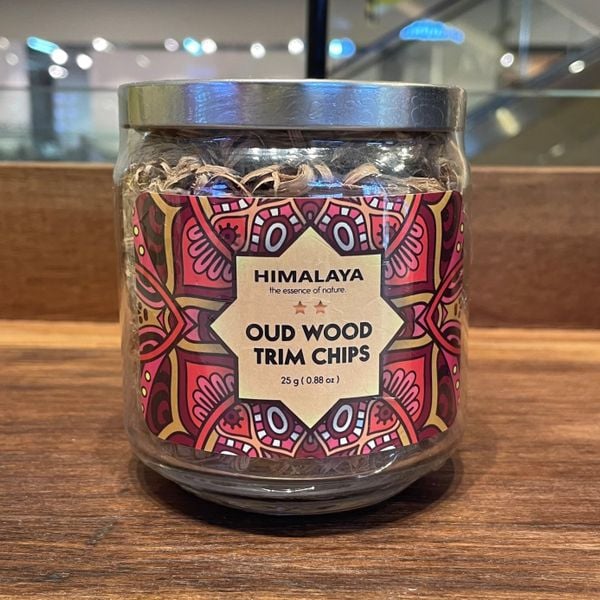 HIMALAYA
the essence of nature.
OUD WOOD
TRIM CHIPS
25 g ( 0.88 oz )